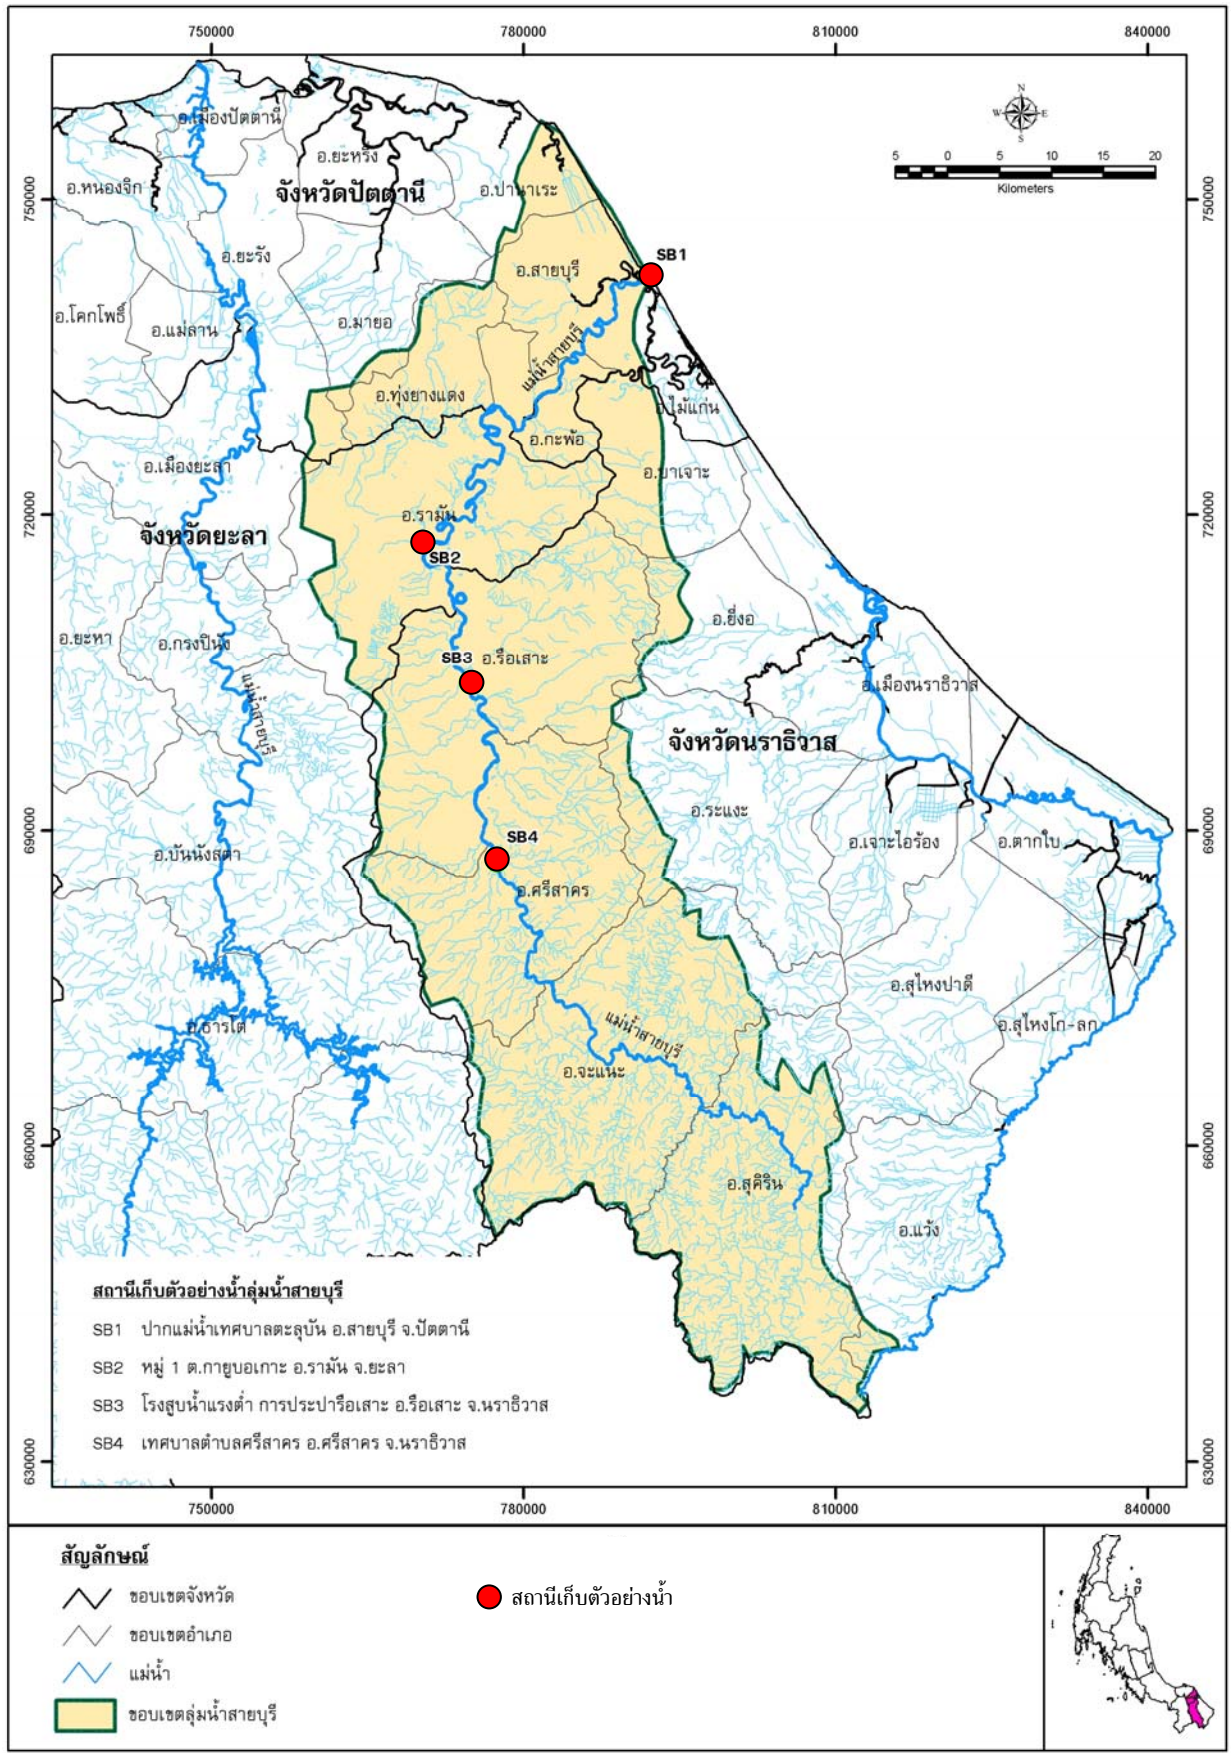 750000 780000 810000 840000
N
W E
S
5 0 5 10 15 20
Kilometers
อ.เมืองปัตตานี
อ.ยะหริ่ง
อ.หนองจิก
จังหวัดปัตตานี
อ.ปานาเระ
750000 750000
อ.ยะรัง
SB1
อ.สายบุรี
อ.โคกโพธิ์
อ.แม่ลาน
อ.มายอ
แม่น้ำสายบุรี
อ.ทุ่งยางแดง
อ.ไม้แก่น
อ.กะพ้อ
อ.เมืองยะลา
อ.บาเจาะ
อ.รามัน
720000 720000
จังหวัดยะลา
SB2
อ.ยี่งอ
อ.ยะหา
อ.กรงปินัง
SB3 อ.รือเสาะ
อ.เมืองนราธิวาส
แม่น้ำสายบุรี
จังหวัดนราธิวาส
อ.ระแงะ
690000 690000
SB4
อ.เจาะไอร้อง
อ.ตากใบ
อ.บันนังสตา
อ.ศรีสาคร
อ.สุไหงปาดี
อ.ธารโต
แม่น้ำสายบุรี
อ.สุไหงโก-ลก
อ.จะแนะ
660000 660000
อ.สุคิริน
อ.แว้ง
สถานีเก็บตัวอย่างน้ำลุ่มน้ำสายบุรี
SB1 ปากแม่น้ำเทศบาลตะลุบัน อ.สายบุรี จ.ปัตตานี
SB2 หมู่ 1 ต.กายูบอเกาะ อ.รามัน จ.ยะลา
SB3 โรงสูบน้ำแรงต่ำ การประปารือเสาะ อ.รือเสาะ จ.นราธิวาส
SB4 เทศบาลตำบลศรีสาคร อ.ศรีสาคร จ.นราธิวาส
630000 630000
750000 780000 810000 840000
สัญลักษณ์
ขอบเขตจังหวัด
สถานีเก็บตัวอย่างน้ำ
ขอบเขตอำเภอ
แม่น้ำ
ขอบเขตลุ่มน้ำสายบุรี